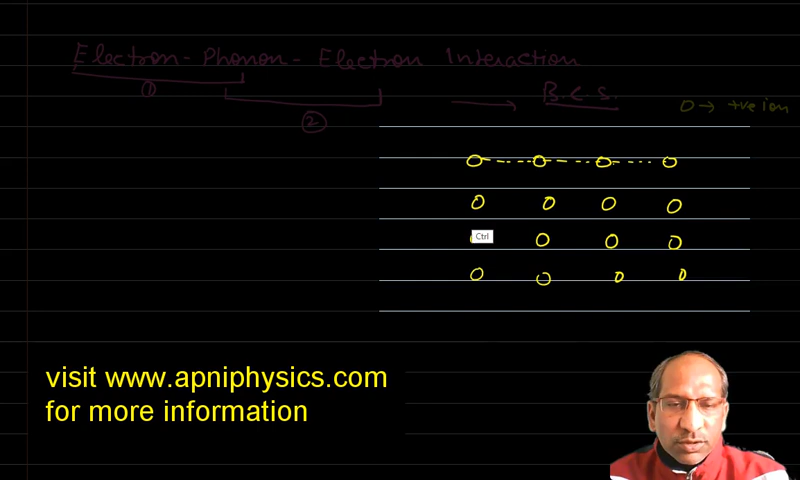 Electron - Phonon - Electron Interaction
①
②
→ B.C.S.
O → +ve ion
Ctrl
visit www.apniphysics.com
for more information